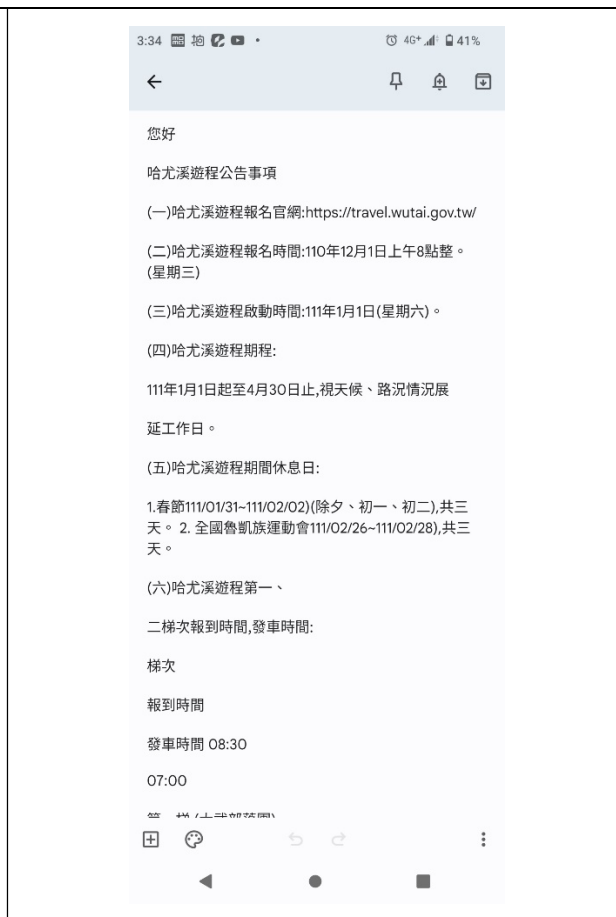 3:34
4G+
41%
您好
哈尤溪遊程公告事項
(一)哈尤溪遊程報名官網:https://travel.wutai.gov.tw/
(二)哈尤溪遊程報名時間:110年12月1日上午8點整。
(星期三)
(三)哈尤溪遊程啟動時間:111年1月1日(星期六)。
(四)哈尤溪遊程期程:
111年1月1日起至4月30日止,視天候、路況情況展
延工作日。
(五)哈尤溪遊程期間休息日:
1.春節111/01/31~111/02/02)(除夕、初一、初二),共三
天。 2. 全國魯凱族運動會111/02/26~111/02/28),共三
天。
(六)哈尤溪遊程第一、
二梯次報到時間,發車時間:
梯次
報到時間
發車時間 08:30
07:00